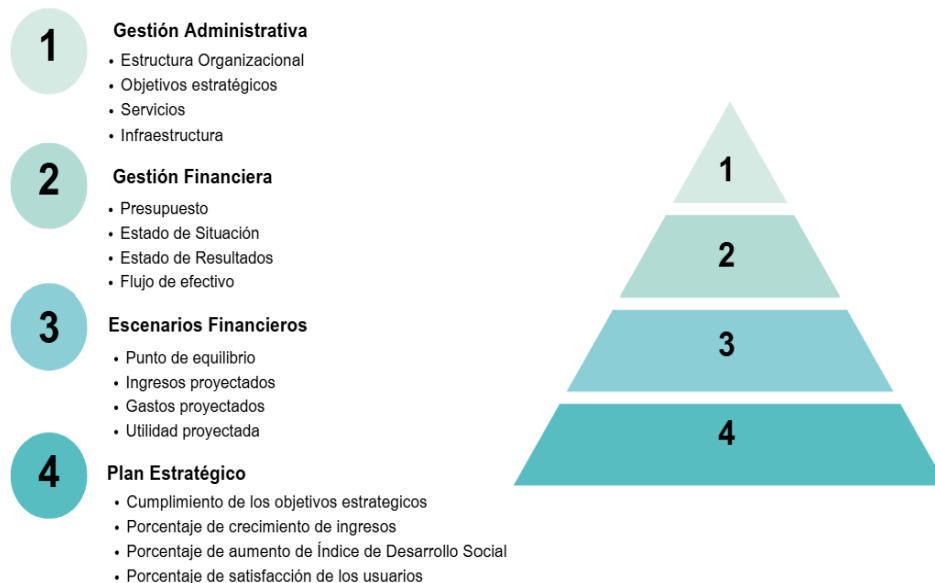 1
Gestión Administrativa
• Estructura Organizacional
• Objetivos estratégicos
• Servicios
• Infraestructura
2
Gestión Financiera
• Presupuesto
• Estado de Situación
• Estado de Resultados
• Flujo de efectivo
3
Escenarios Financieros
• Punto de equilibrio
• Ingresos proyectados
• Gastos proyectados
• Utilidad proyectada
4
Plan Estratégico
• Cumplimiento de los objetivos estrategicos
• Porcentaje de crecimiento de ingresos
• Porcentaje de aumento de Índice de Desarrollo Social
• Porcentaje de satisfacción de los usuarios
1
2
3
4